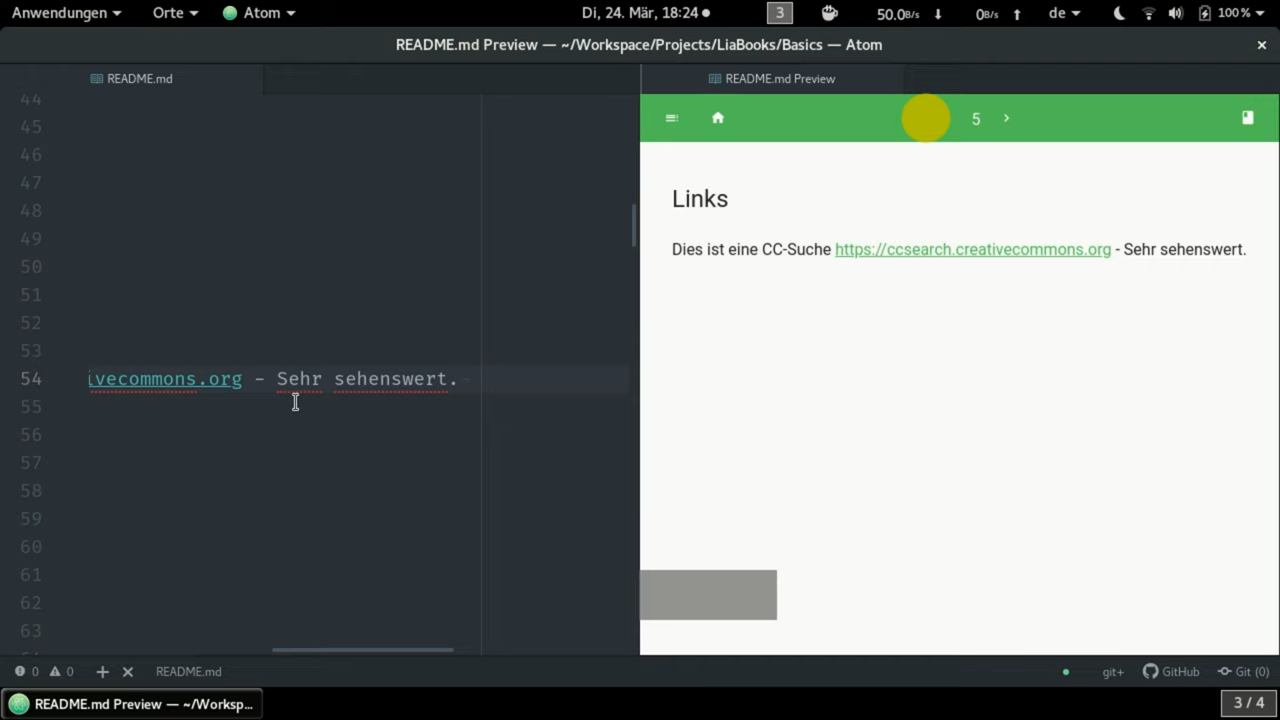 Anwendungen Orte Atom Di, 24. Mär, 18:24 3 50.0B/s 0B/s de 100%
README.md Preview — ~/Workspace/Projects/LiaBooks/Basics — Atom
README.md README.md Preview
44
5
45
46
47
Links
48
49
Dies ist eine CC-Suche https://ccsearch.creativecommons.org - Sehr sehenswert.
50
51
52
53
54 ivecommons.org - Sehr sehenswert.
55
56
57
58
59
60
61
62
63
0 0 README.md git+ GitHub Git (0)
README.md Preview — ~/Worksp... 3 / 4